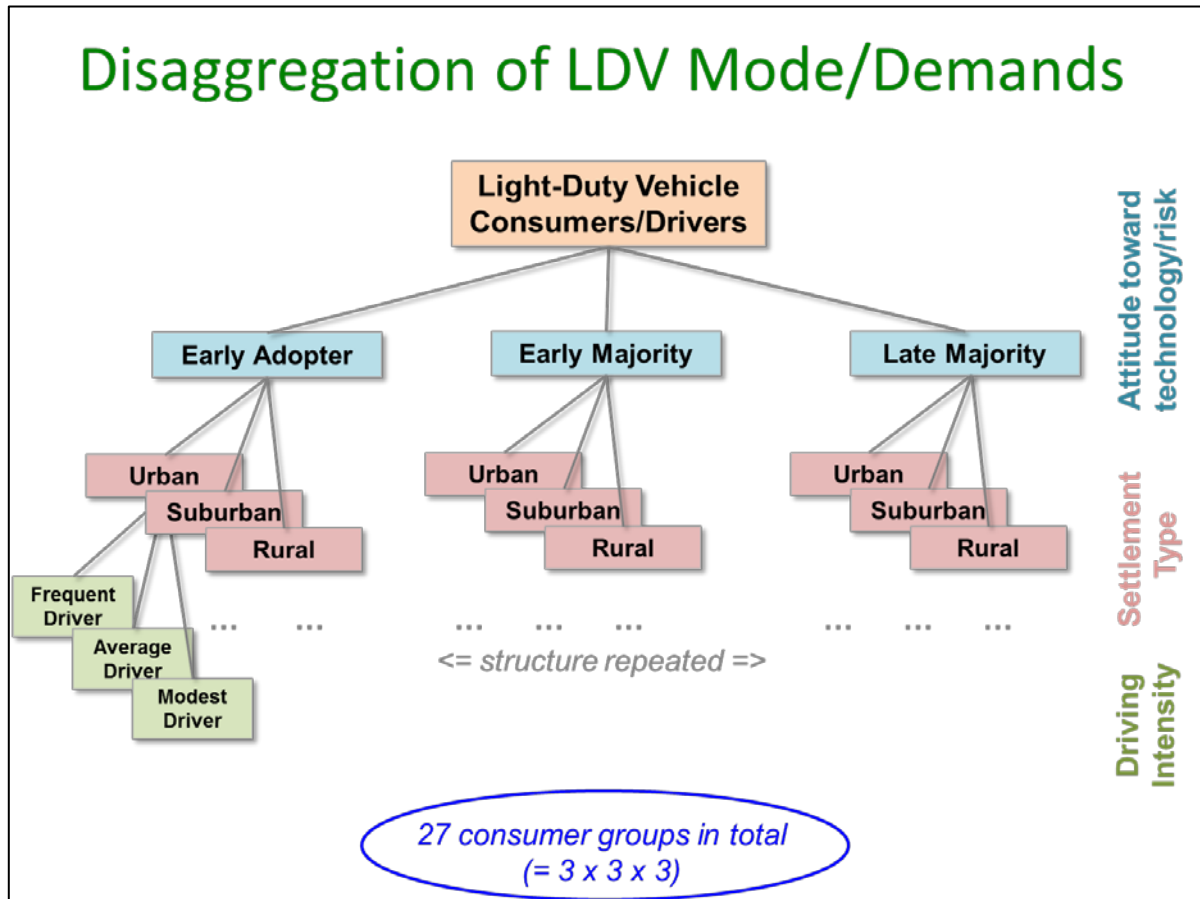 Disaggregation of LDV Mode/Demands
Light-Duty Vehicle
Consumers/Drivers
Attitude toward
technology/risk
Early Adopter
Early Majority
Late Majority
Urban
Suburban
Rural
Urban
Suburban
Rural
Urban
Suburban
Rural
Settlement
Type
Frequent
Driver
Average
Driver
Modest
Driver
... ...
... ... ...
... ... ...
<= structure repeated =>
Driving
Intensity
27 consumer groups in total
(= 3 x 3 x 3)